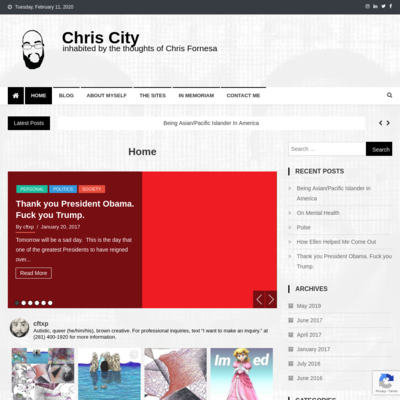 Tuesday, February 11, 2020
Chris City
inhabited by the thoughts of Chris Fornesa
HOME
BLOG
ABOUT MYSELF
THE SITES
IN MEMORIAM
CONTACT ME
Latest Posts
Being Asian/Pacific Islander In America
Home
PERSONAL
POLITICS
SOCIETY
Thank you President Obama.
Fuck you Trump.
By cftxp / January 20, 2017
Tomorrow will be a sad day. This is the day that
one of the greatest Presidents to have reigned
over...
Read More
cftxp
Autistic, queer (he/him/his), brown creative. For professional inquiries, text "I want to make an inquiry." at
(281) 400-1920 for more information.
Im ed
Search ...
Search
RECENT POSTS
Being Asian/Pacific Islander in
America
On Mental Health
Pulse
How Ellen Helped Me Come Out
Thank you President Obama. Fuck you
Trump.
ARCHIVES
May 2019
June 2017
April 2017
January 2017
July 2016
June 2016
CATEGORIES
Privacy - Terms